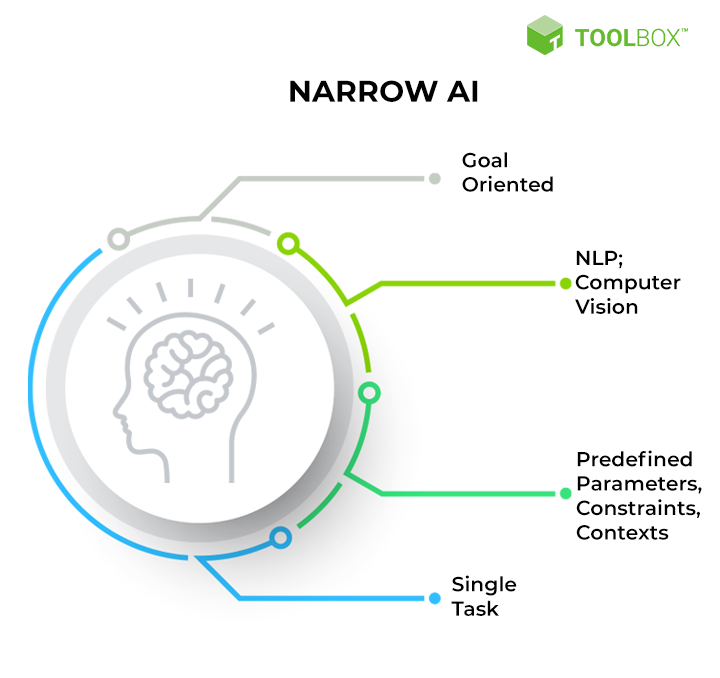 TOOLBOX™
NARROW AI
Goal
Oriented
NLP;
Computer
Vision
Predefined
Parameters,
Constraints,
Contexts
Single
Task